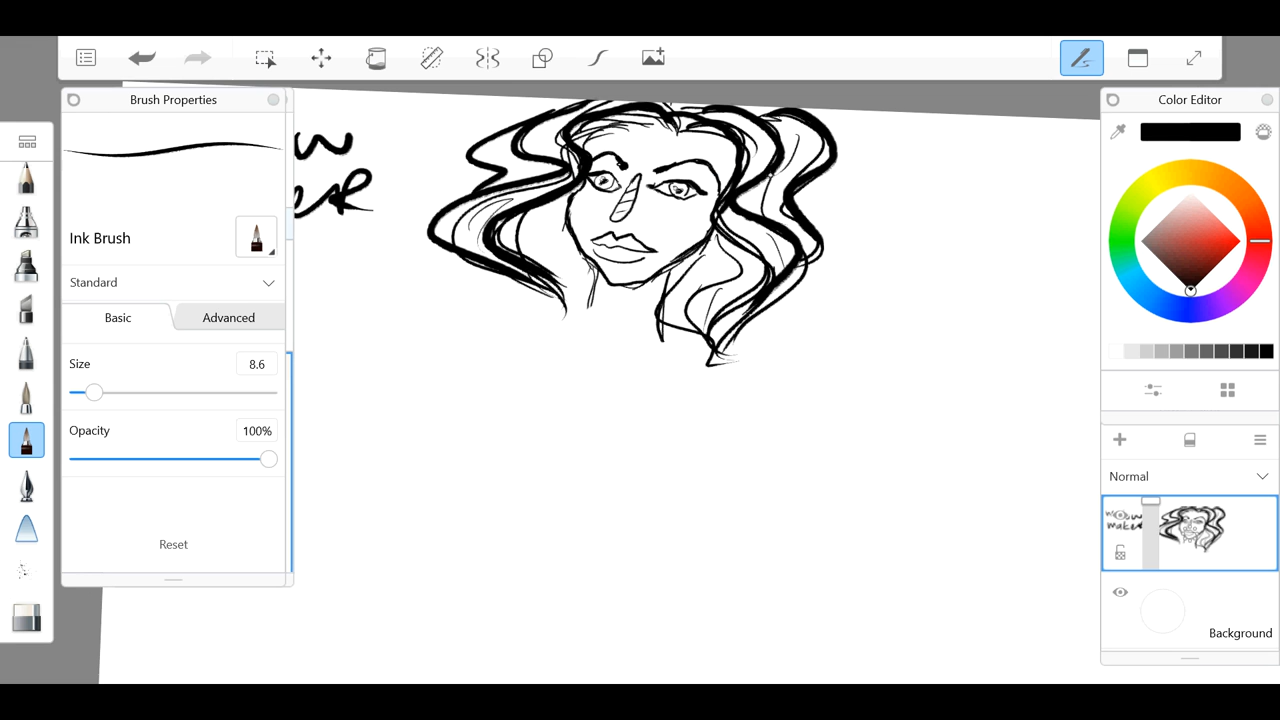 Brush Properties
Ink Brush
Standard
Basic
Advanced
Size
8.6
Opacity
100%
Reset
Color Editor
Normal
Background